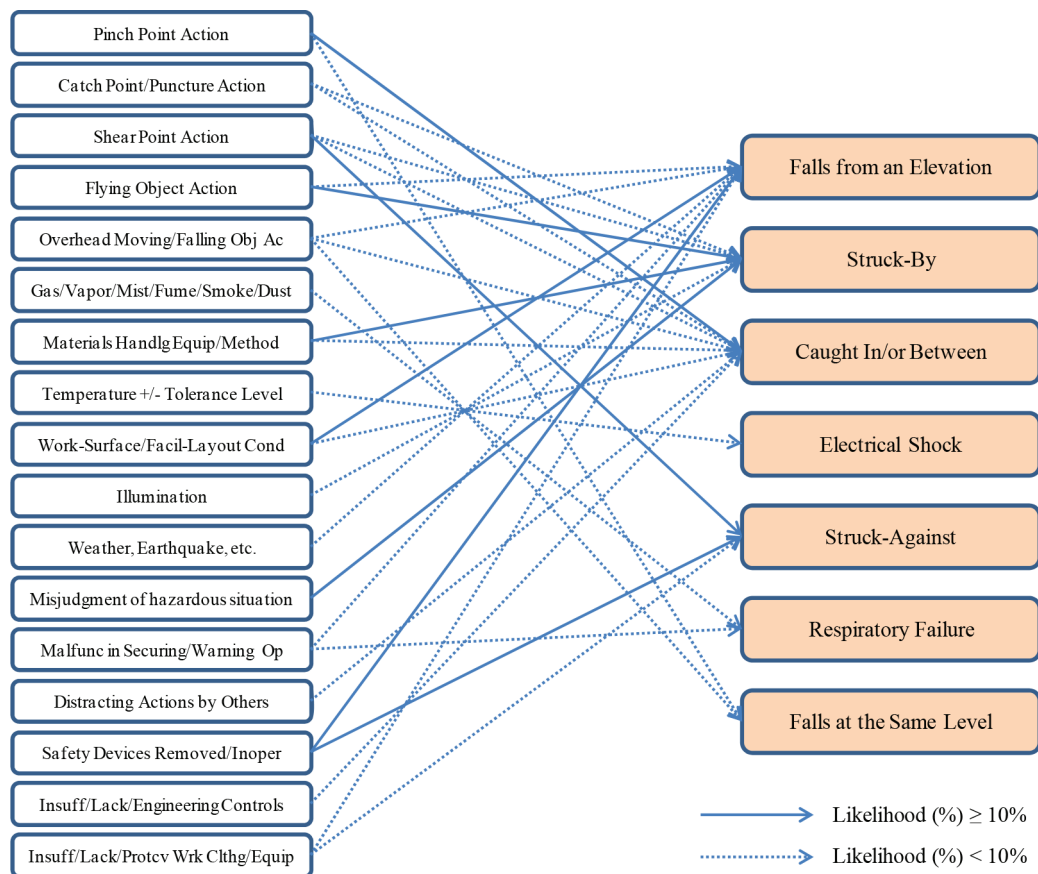 Pinch Point Action
Catch Point/Puncture Action
Shear Point Action
Flying Object Action
Overhead Moving/Falling Obj Ac
Gas/Vapor/Mist/Fume/Smoke/Dust
Materials Handlg Equip/Method
Temperature +/- Tolerance Level
Work-Surface/Facil-Layout Cond
Illumination
Weather, Earthquake, etc.
Misjudgment of hazardous situation
Malfunc in Securing/Warning Op
Distracting Actions by Others
Safety Devices Removed/Inoper
Insuff/Lack/Engineering Controls
Insuff/Lack/Protcv Wrk Clthg/Equip
Falls from an Elevation
Struck-By
Caught In/or Between
Electrical Shock
Struck-Against
Respiratory Failure
Falls at the Same Level
Likelihood (%) ≥ 10%
Likelihood (%) < 10%